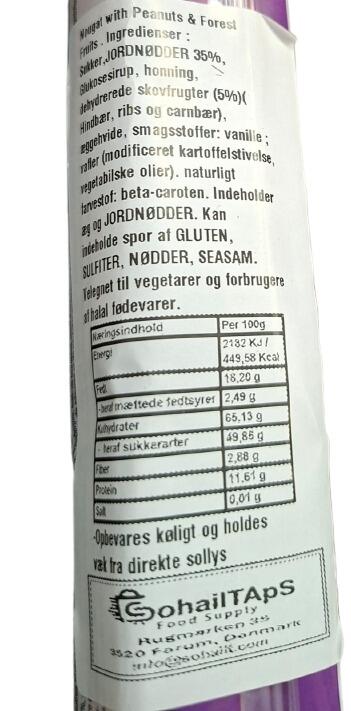 Nougat with Peanuts & Forest
Fruits . Ingredienser :
Sukker,JORDNØDDER 35%,
Glukosesirup, honning,
dehydrerede skovfrugter (5%)(
Hindbær, ribs og carnbær),
æggehvide, smagsstoffer: vanille ;
vafler (modificeret kartoffelstivelse,
vegetabilske olier). naturligt
farvestof: beta-caroten. Indeholder
æg og JORDNØDDER. Kan
indeholde spor af GLUTEN,
SULFITER, NØDDER, SEASAM.
Velegnet til vegetarer og forbrugere
af halal fødevarer.
Næringsindhold Per 100g
Energi 2182 KJ /
449,58 Kcal
Fedt 18,20 g
- heraf mættede fedtsyrer 2,49 g
Kulhydrater 65,13 g
- heraf sukkerarter 49,86 g
Fiber 2,88 g
Protein 11,61 g
Salt 0,01 g
-Opbevares køligt og holdes
væk fra direkte sollys
SohailTApS
Food Supply
Rugmarken 35
3520 Farum, Danmark